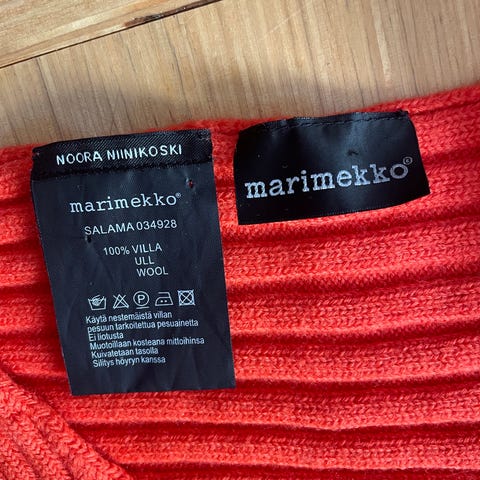 NOORA NIINIKOSKI
marimekko®
SALAMA 034928
100% VILLA
ULL
WOOL
P
Käytä nestemäistä villan
pesuun tarkoitettua pesuainetta
Ei liotusta
Muotoillaan kosteana mittoihinsa
Kuivatetaan tasolla
Silitys höyryn kanssa
marimekko®